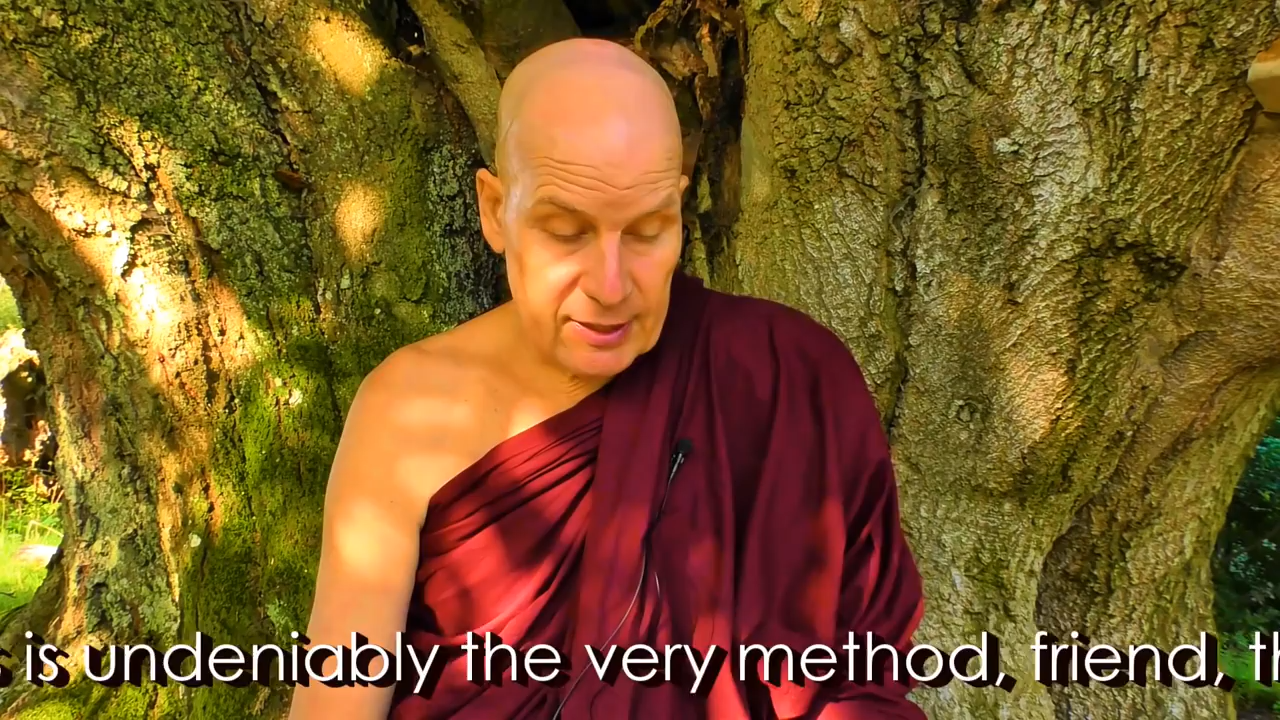 is undeniably the very method, friend,